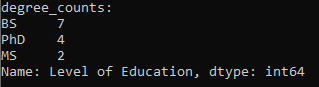 degree_counts:
BS     7
PhD    4
MS     2
Name: Level of Education, dtype: int64